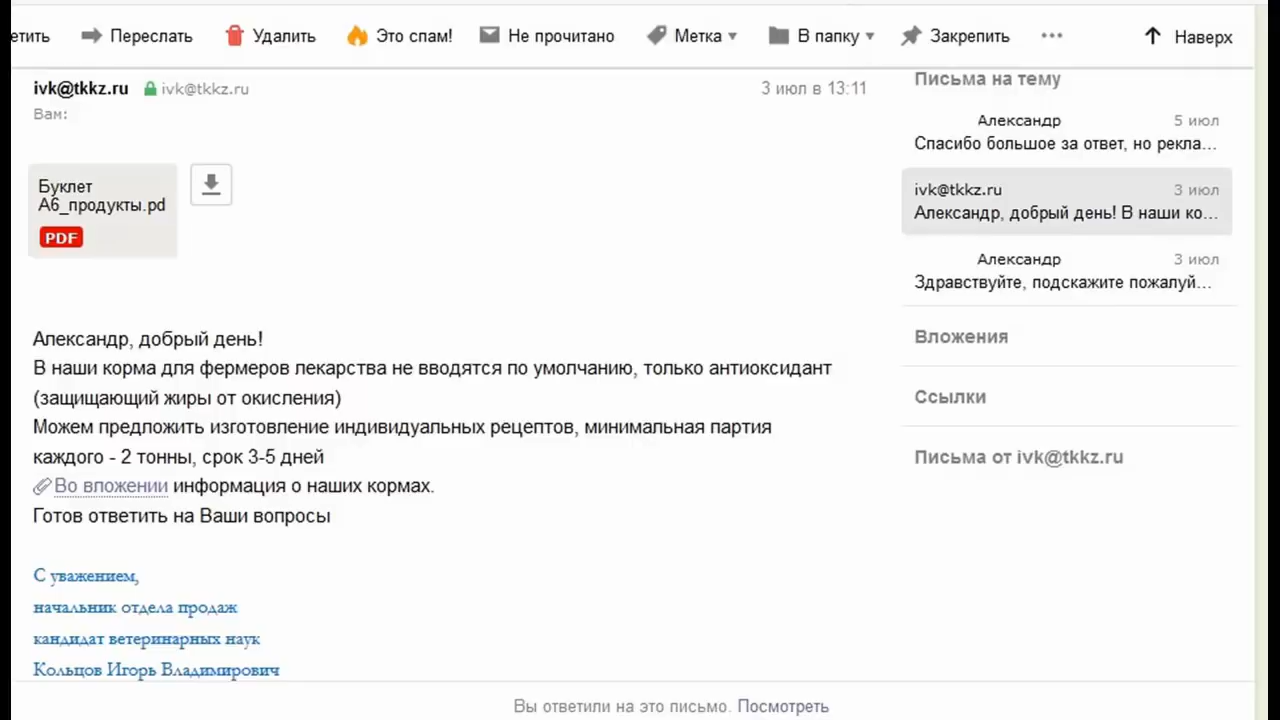 етить Переслать Удалить Это спам! Не прочитано Метка В папку Закрепить ••• Наверх
ivk@tkkz.ru ivk@tkkz.ru 3 июл в 13:11
Вам:
Буклет
А6_продукты.pd
PDF
Александр, добрый день!
В наши корма для фермеров лекарства не вводятся по умолчанию, только антиоксидант
(защищающий жиры от окисления)
Можем предложить изготовление индивидуальных рецептов, минимальная партия
каждого - 2 тонны, срок 3-5 дней
Во вложении информация о наших кормах.
Готов ответить на Ваши вопросы
С уважением,
начальник отдела продаж
кандидат ветеринарных наук
Кольцов Игорь Владимирович
Письма на тему
Александр 5 июл
Спасибо большое за ответ, но рекла...
ivk@tkkz.ru 3 июл
Александр, добрый день! В наши ко...
Александр 3 июл
Здравствуйте, подскажите пожалуй...
Вложения
Ссылки
Письма от ivk@tkkz.ru
Вы ответили на это письмо. Посмотреть